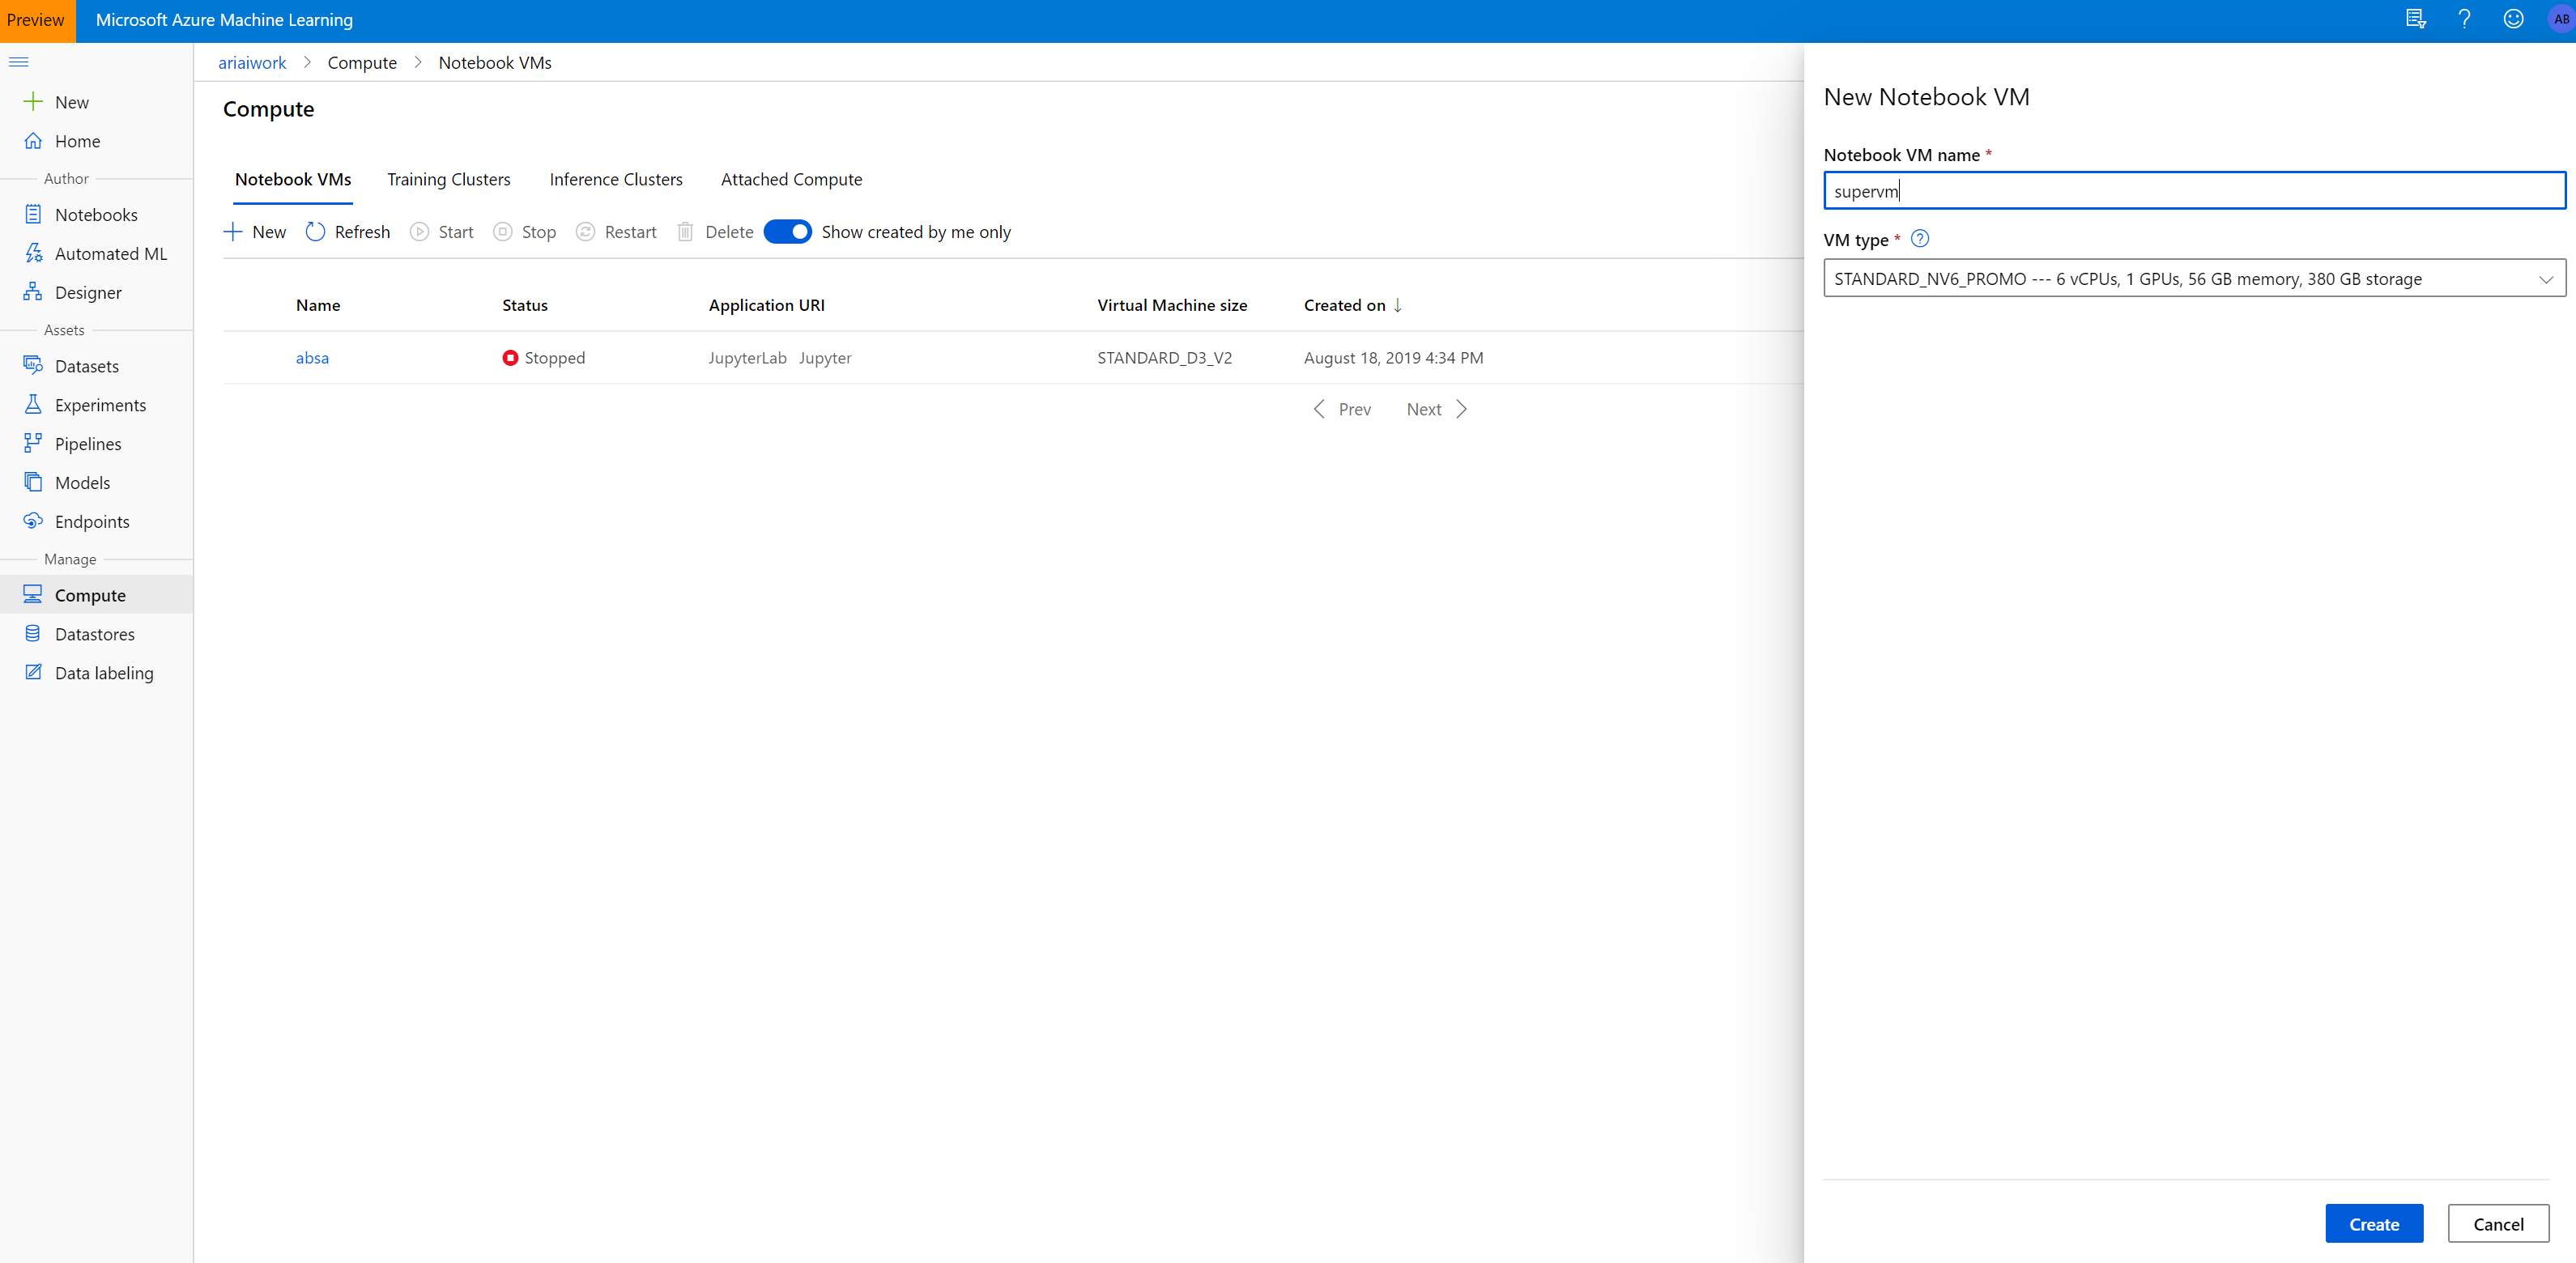 Preview
Microsoft Azure Machine Learning
AB
New
Home
Author
Notebooks
Automated ML
Designer
Assets
Datasets
Experiments
Pipelines
Models
Endpoints
Manage
Compute
Datastores
Data labeling
ariaiwork > Compute > Notebook VMs
Compute
Notebook VMs Training Clusters Inference Clusters Attached Compute
New Refresh Start Stop Restart Delete Show created by me only
Name Status Application URI Virtual Machine size Created on ↓
absa Stopped JupyterLab Jupyter STANDARD_D3_V2 August 18, 2019 4:34 PM
< Prev Next >
New Notebook VM
Notebook VM name *
supervm
VM type * ?
STANDARD_NV6_PROMO --- 6 vCPUs, 1 GPUs, 56 GB memory, 380 GB storage
Create Cancel